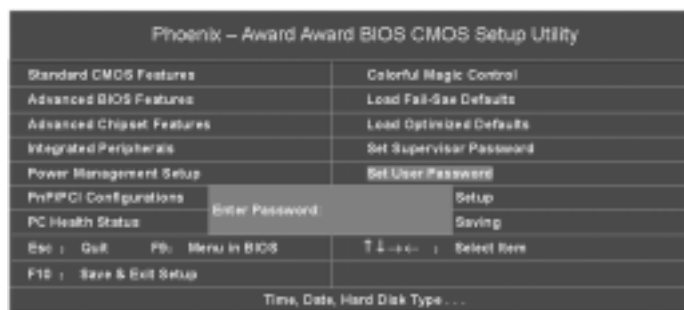 Phoenix – Award Award BIOS CMOS Setup Utility
Standard CMOS Features
Colorful Magic Control
Advanced BIOS Features
Load Fail-Sae Defaults
Advanced Chipset Features
Load Optimized Defaults
Integrated Peripherals
Set Supervisor Password
Power Management Setup
Set User Password
PnP/PCI Configurations
Setup
PC Health Status
Saving
Enter Password:
Esc : Quit F9: Menu in BIOS
↑↓→← : Select Item
F10 : Save & Exit Setup
Time, Date, Hard Disk Type . . .